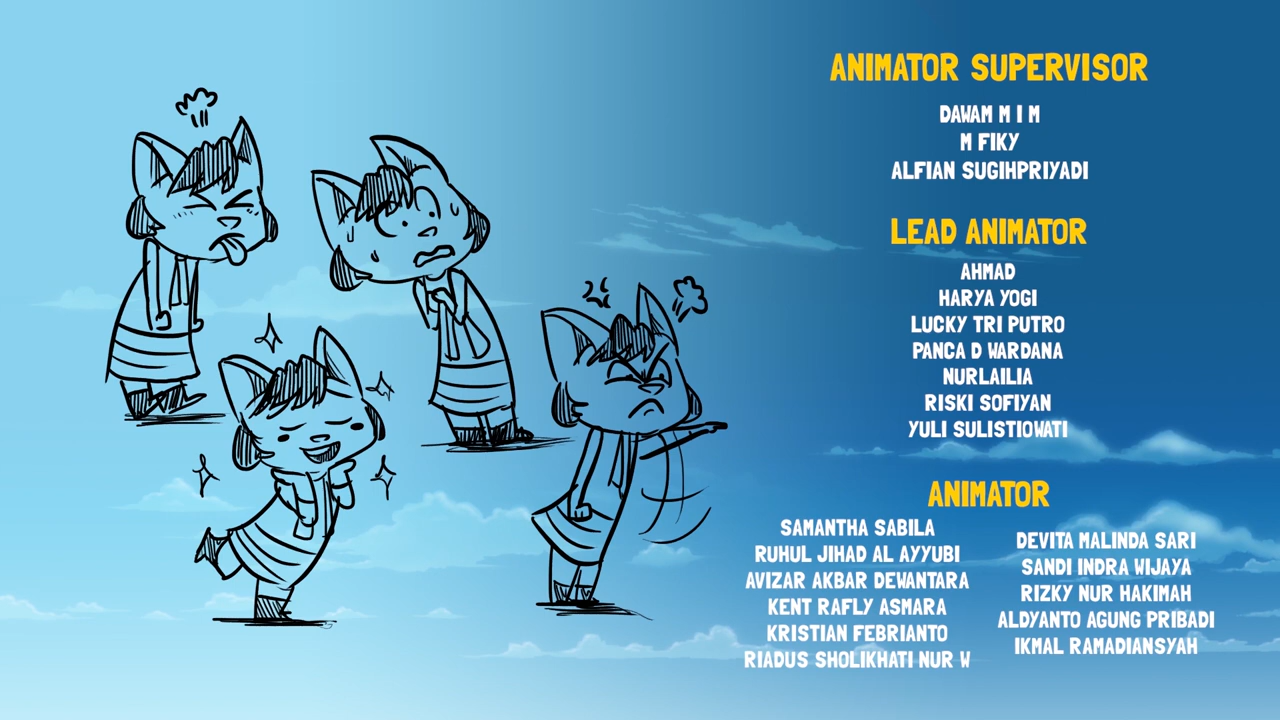 ANIMATOR SUPERVISOR
DAWAM M I M
M FIKY
ALFIAN SUGIHPRIYADI
LEAD ANIMATOR
AHMAD
HARYA YOGI
LUCKY TRI PUTRO
PANCA D WARDANA
NURLAILIA
RISKI SOFIYAN
YULI SULISTIOWATI
ANIMATOR
SAMANTHA SABILA
RUHUL JIHAD AL AYYUBI
AVIZAR AKBAR DEWANTARA
KENT RAFLY ASMARA
KRISTIAN FEBRIANTO
RIADUS SHOLIKHATI NUR W
DEVITA MALINDA SARI
SANDI INDRA WIJAYA
RIZKY NUR HAKIMAH
ALDYANTO AGUNG PRIBADI
IKMAL RAMADIANSYAH